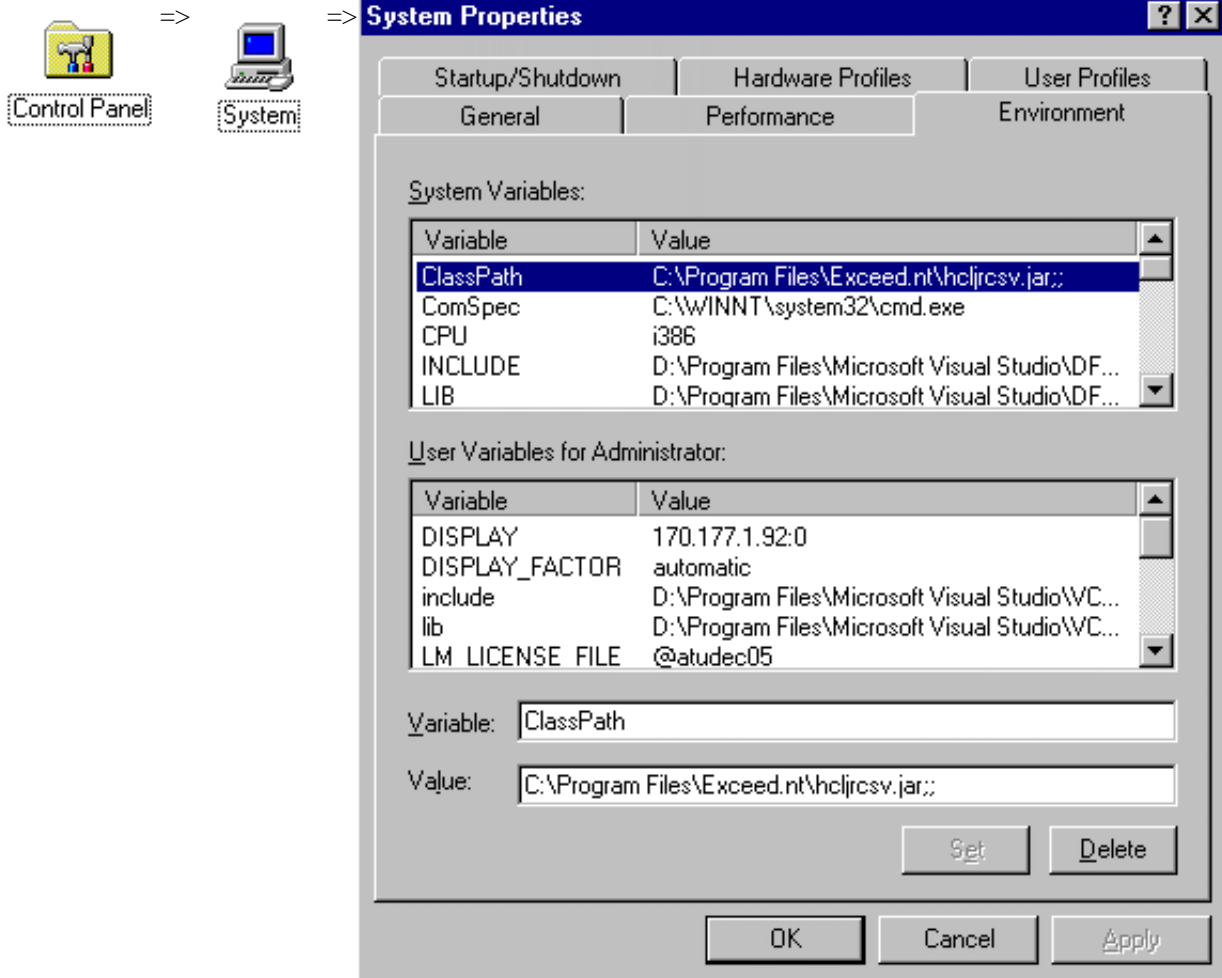 => => System Properties
Control Panel
System
Startup/Shutdown Hardware Profiles User Profiles
General Performance Environment
System Variables:
Variable Value
ClassPath C:\Program Files\Exceed.nt\hcljrcsv.jar;;
ComSpec C:\WINNT\system32\cmd.exe
CPU i386
INCLUDE D:\Program Files\Microsoft Visual Studio\DF...
LIB D:\Program Files\Microsoft Visual Studio\DF...
User Variables for Administrator:
Variable Value
DISPLAY 170.177.1.92:0
DISPLAY_FACTOR automatic
include D:\Program Files\Microsoft Visual Studio\VC...
lib D:\Program Files\Microsoft Visual Studio\VC...
LM_LICENSE_FILE @atudec05
Variable: ClassPath
Value: C:\Program Files\Exceed.nt\hcljrcsv.jar;;
Set Delete
OK Cancel Apply